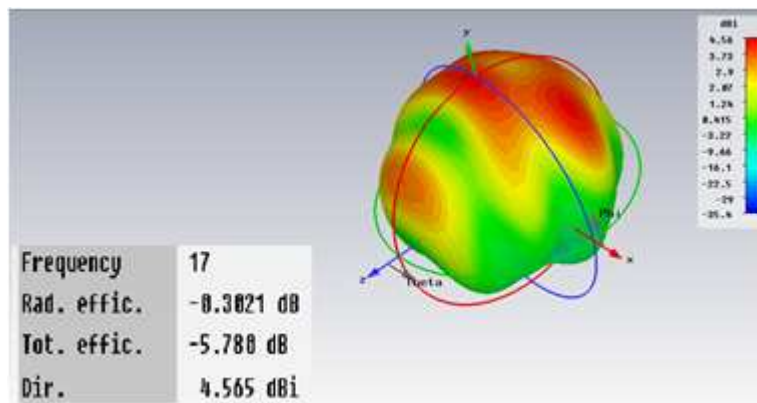 dBi
4.56
3.73
2.9
2.07
1.24
0.415
-3.22
-9.66
-16.1
-22.5
-29
-35.4
y
Phi
x
z
Theta
Frequency 17
Rad. effic. -0.3021 dB
Tot. effic. -5.780 dB
Dir. 4.565 dBi